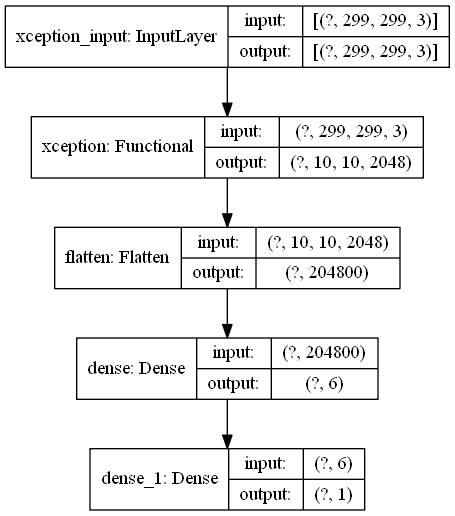 xception_input: InputLayer
input: [(?, 299, 299, 3)]
output: [(?, 299, 299, 3)]
xception: Functional
input: (?, 299, 299, 3)
output: (?, 10, 10, 2048)
flatten: Flatten
input: (?, 10, 10, 2048)
output: (?, 204800)
dense: Dense
input: (?, 204800)
output: (?, 6)
dense_1: Dense
input: (?, 6)
output: (?, 1)